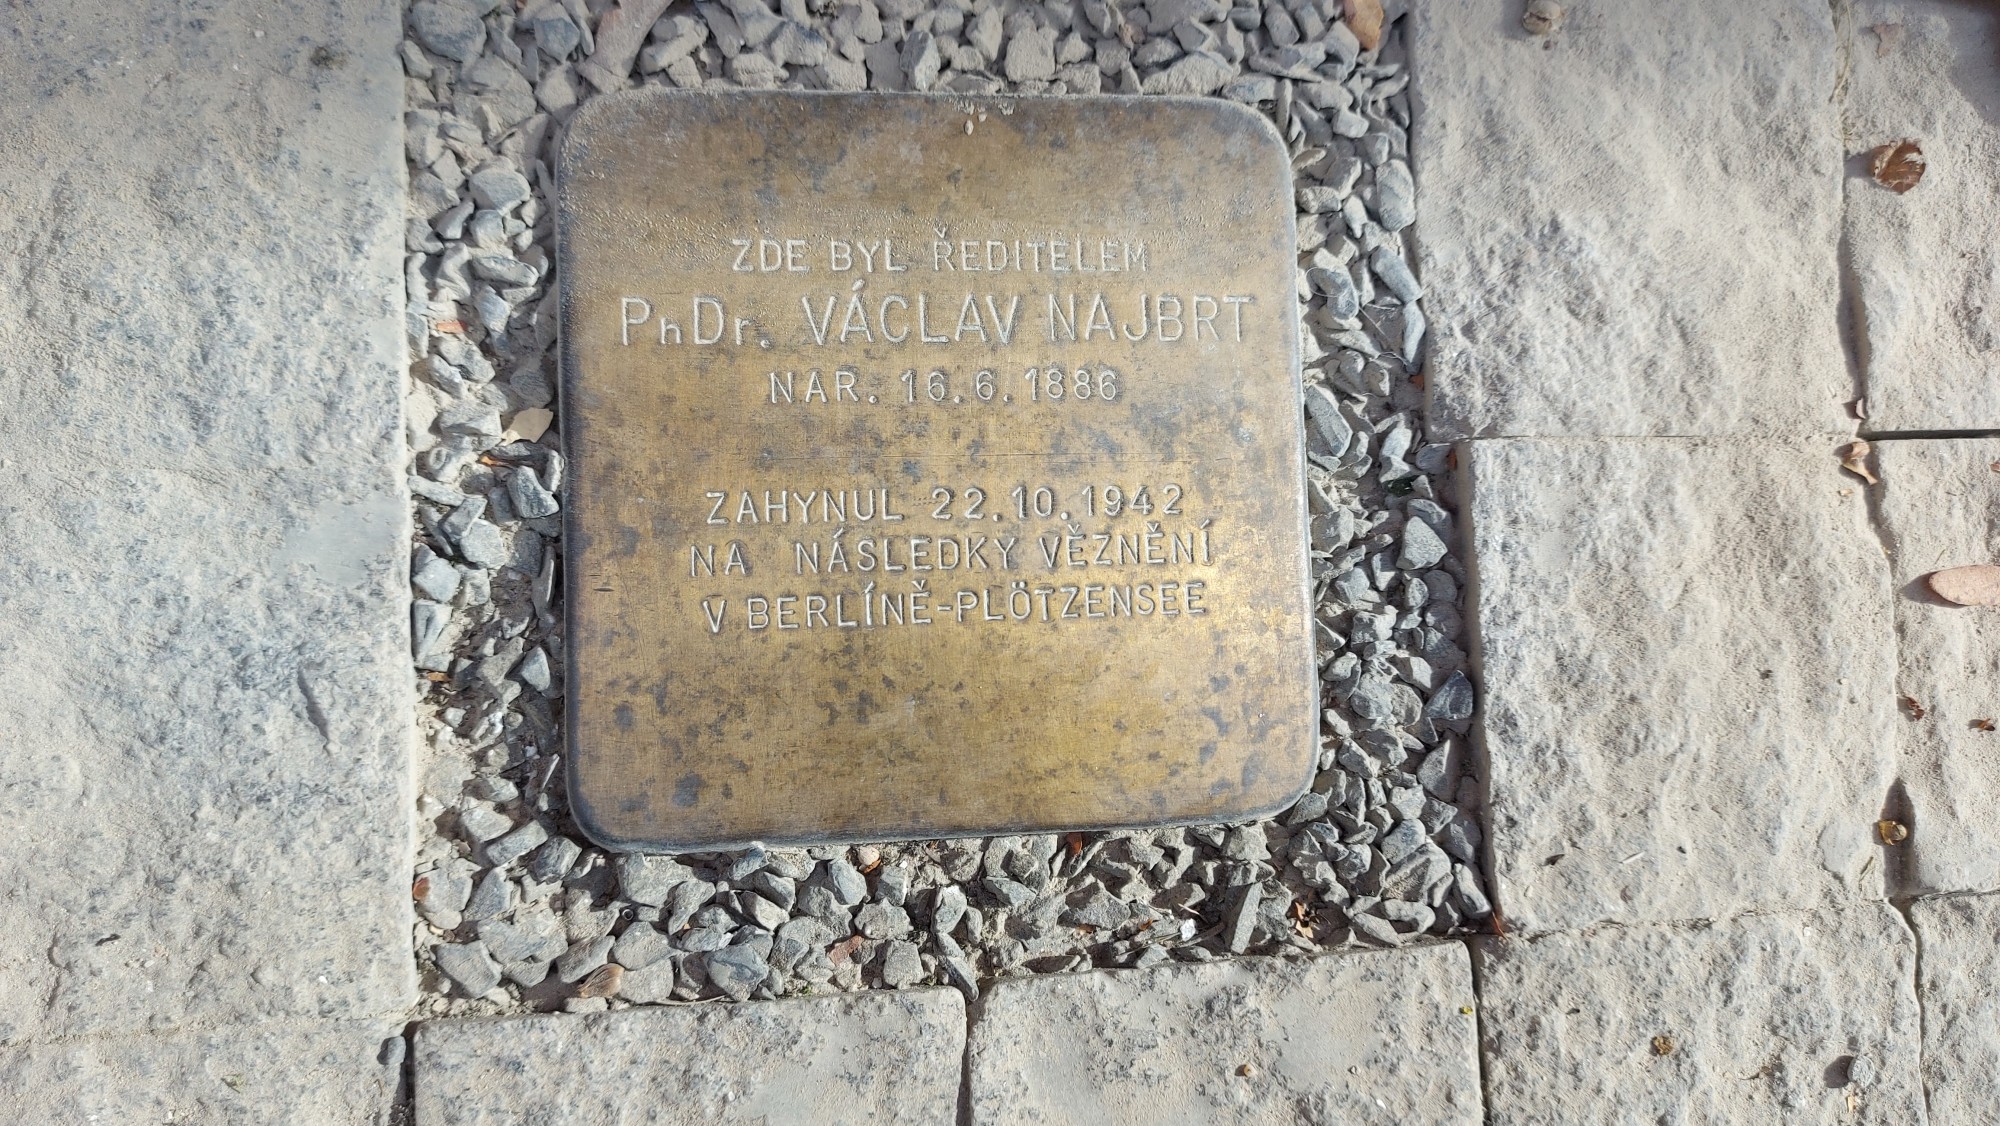 ZDE BYL ŘEDITELEM
PhDr. VÁCLAV NAJBRT
NAR. 16.6.1886
ZAHYNUL 22.10.1942
NA NÁSLEDKY VĚZNĚNÍ
V BERLÍNĚ-PLÖTZENSEE